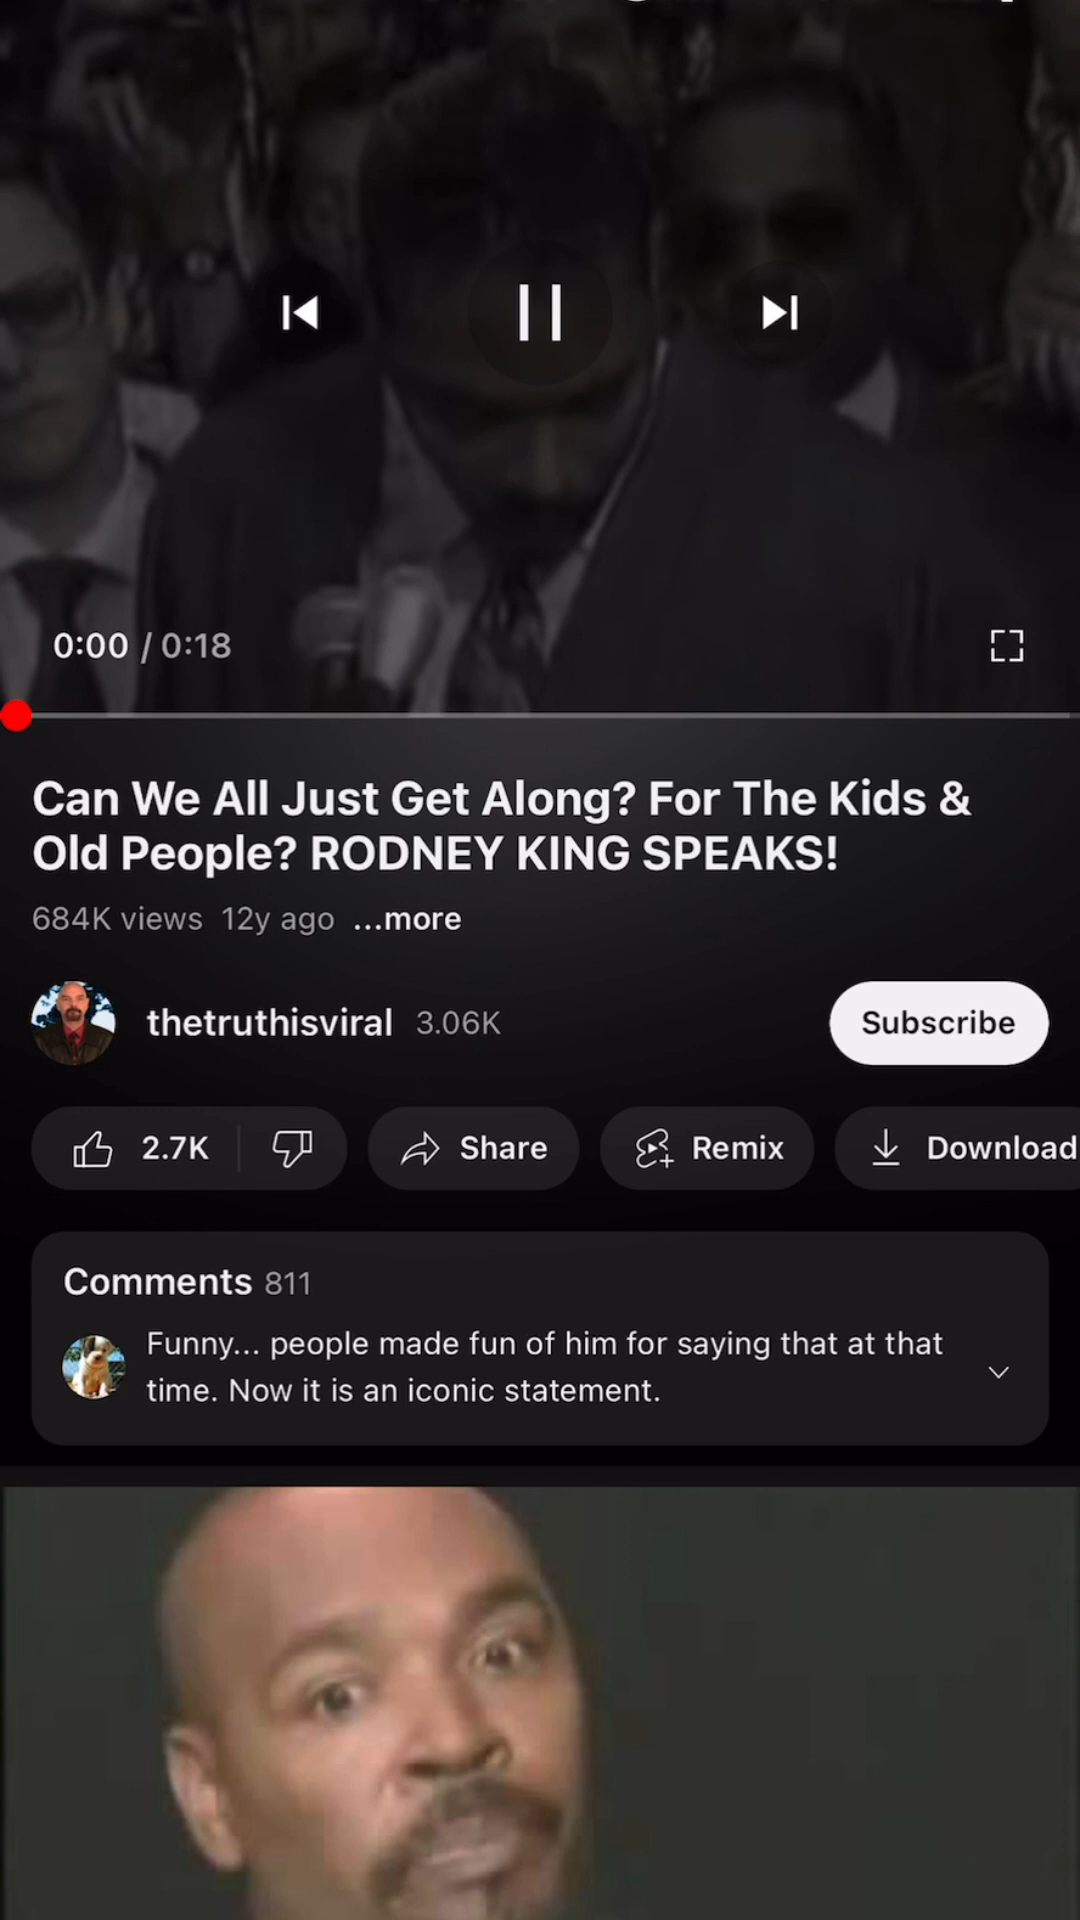 0:00 / 0:18
Can We All Just Get Along? For The Kids &
Old People? RODNEY KING SPEAKS!
684K views 12y ago ...more
thetruthisviral 3.06K
Subscribe
2.7K
Share
Remix
Download
Comments 811
Funny... people made fun of him for saying that at that
time. Now it is an iconic statement.